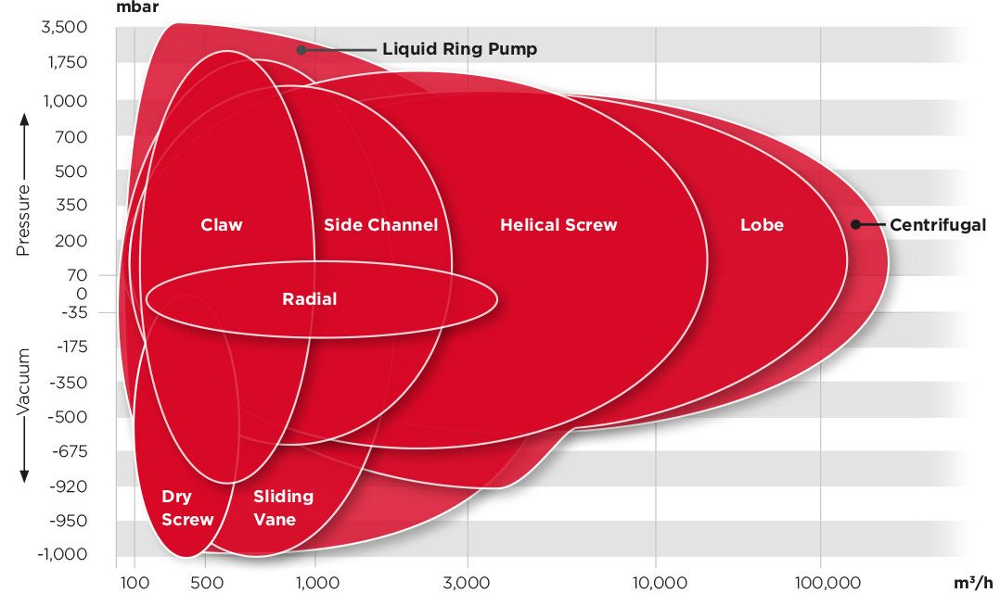 mbar
3,500
1,750
1,000
700
500
350
200
70
0
-35
-175
-350
-500
-675
-920
-950
-1,000
Pressure
Vacuum
Liquid Ring Pump
Claw
Side Channel
Helical Screw
Lobe
Centrifugal
Radial
Dry
Screw
Sliding
Vane
100 500 1,000 3,000 10,000 100,000 m³/h